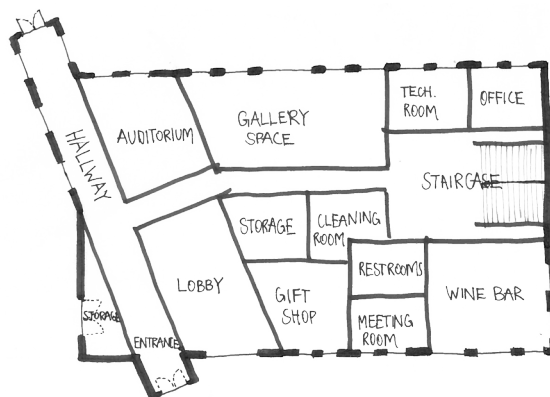 HALLWAY
AUDITORIUM
GALLERY
SPACE
TECH.
ROOM
OFFICE
STAIRCASE
STORAGE
CLEANING
ROOM
LOBBY
GIFT
SHOP
RESTROOMS
MEETING
ROOM
WINE BAR
STORAGE
ENTRANCE